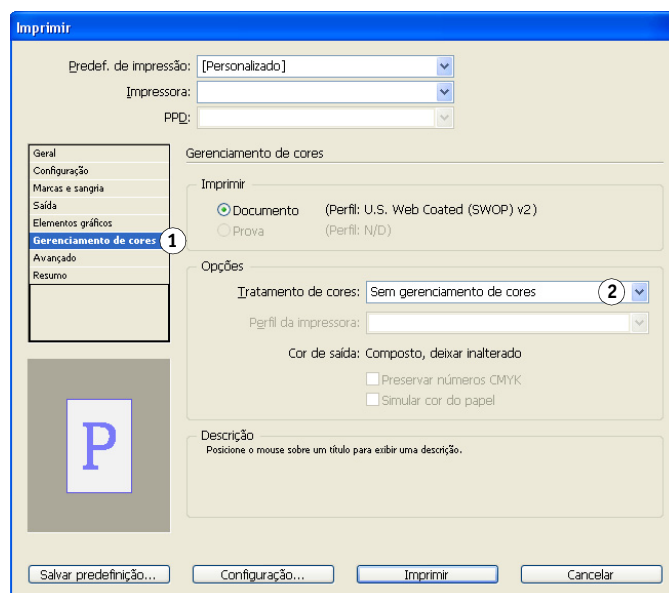 Imprimir
Predef. de impressão: [Personalizado]
Impressora:
PPD:
Geral
Configuração
Marcas e sangria
Saída
Elementos gráficos
Gerenciamento de cores 1
Avançado
Resumo
P
Gerenciamento de cores
Imprimir
Documento (Perfil: U.S. Web Coated (SWOP) v2)
Prova (Perfil: N/D)
Opções
Tratamento de cores: Sem gerenciamento de cores 2
Perfil da impressora:
Cor de saída: Composto, deixar inalterado
Preservar números CMYK
Simular cor do papel
Descrição
Posicione o mouse sobre um título para exibir uma descrição.
Salvar predefinição... Configuração... Imprimir Cancelar